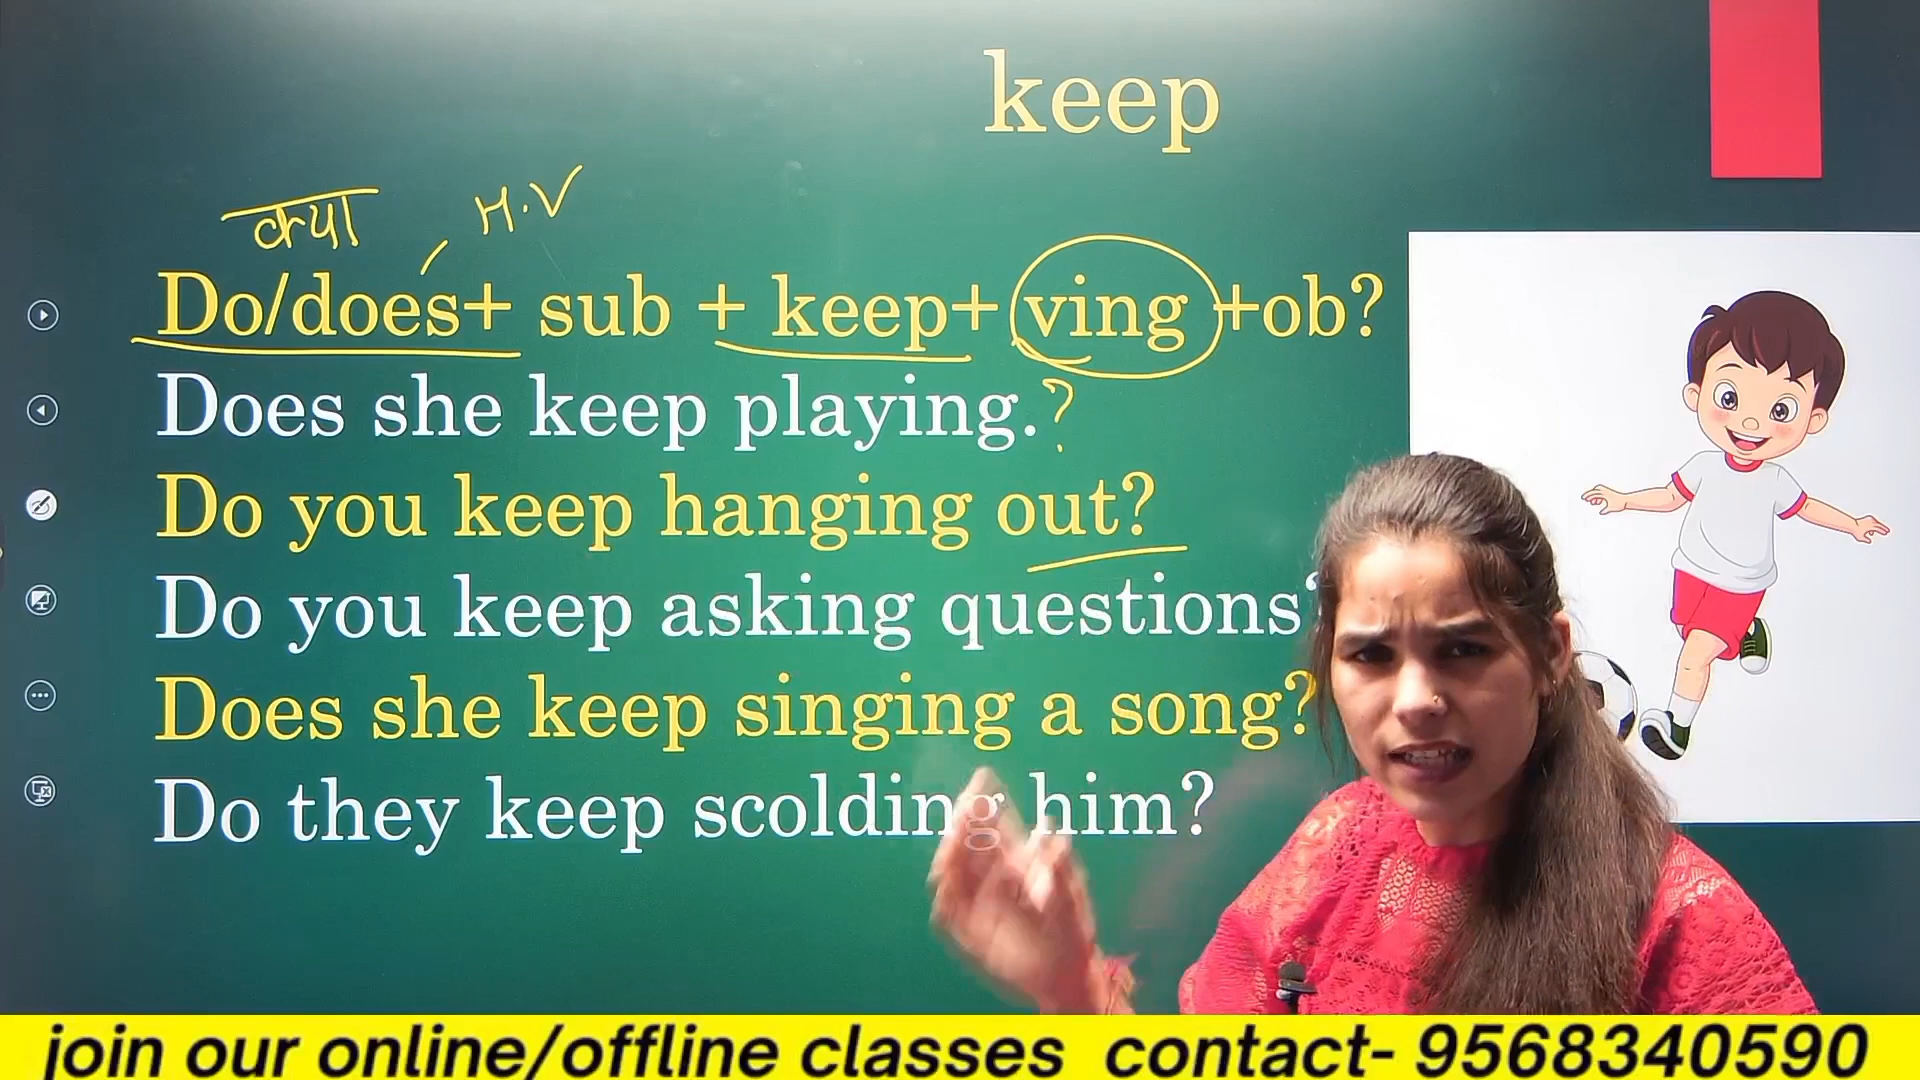 keep
क्या H.V
Do/does+ sub + keep+ ving +ob?
Does she keep playing. ?
Do you keep hanging out?
Do you keep asking questions?
Does she keep singing a song?
Do they keep scolding him?
join our online/offline classes contact- 9568340590